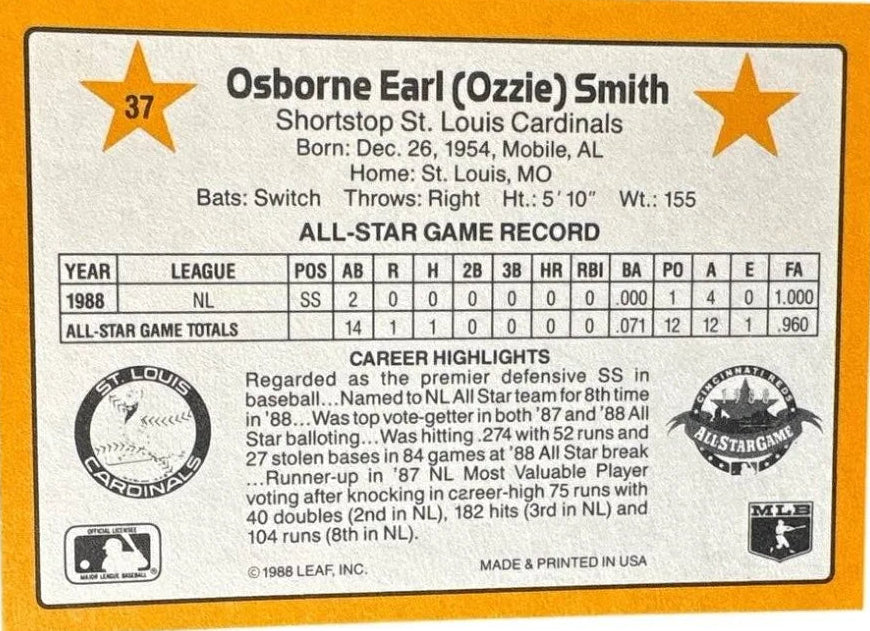 37
Osborne Earl (Ozzie) Smith
Shortstop St. Louis Cardinals
Born: Dec. 26, 1954, Mobile, AL
Home: St. Louis, MO
Bats: Switch Throws: Right Ht.: 5' 10" Wt.: 155
ALL-STAR GAME RECORD
YEAR LEAGUE POS AB R H 2B 3B HR RBI BA PO A E FA
1988 NL SS 2 0 0 0 0 0 0 .000 1 4 0 1.000
ALL-STAR GAME TOTALS 14 1 1 0 0 0 0 .071 12 12 1 .960
CAREER HIGHLIGHTS
Regarded as the premier defensive SS in
baseball...Named to NL All Star team for 8th time
in '88...Was top vote-getter in both '87 and '88 All
Star balloting...Was hitting .274 with 52 runs and
27 stolen bases in 84 games at '88 All Star break
...Runner-up in '87 NL Most Valuable Player
voting after knocking in career-high 75 runs with
40 doubles (2nd in NL), 182 hits (3rd in NL) and
104 runs (8th in NL).
ST. LOUIS
CARDINALS
CINCINNATI REDS
ALL STAR GAME
OFFICIAL LICENSEE
MAJOR LEAGUE BASEBALL
®
MLB
© 1988 LEAF, INC.
MADE & PRINTED IN USA